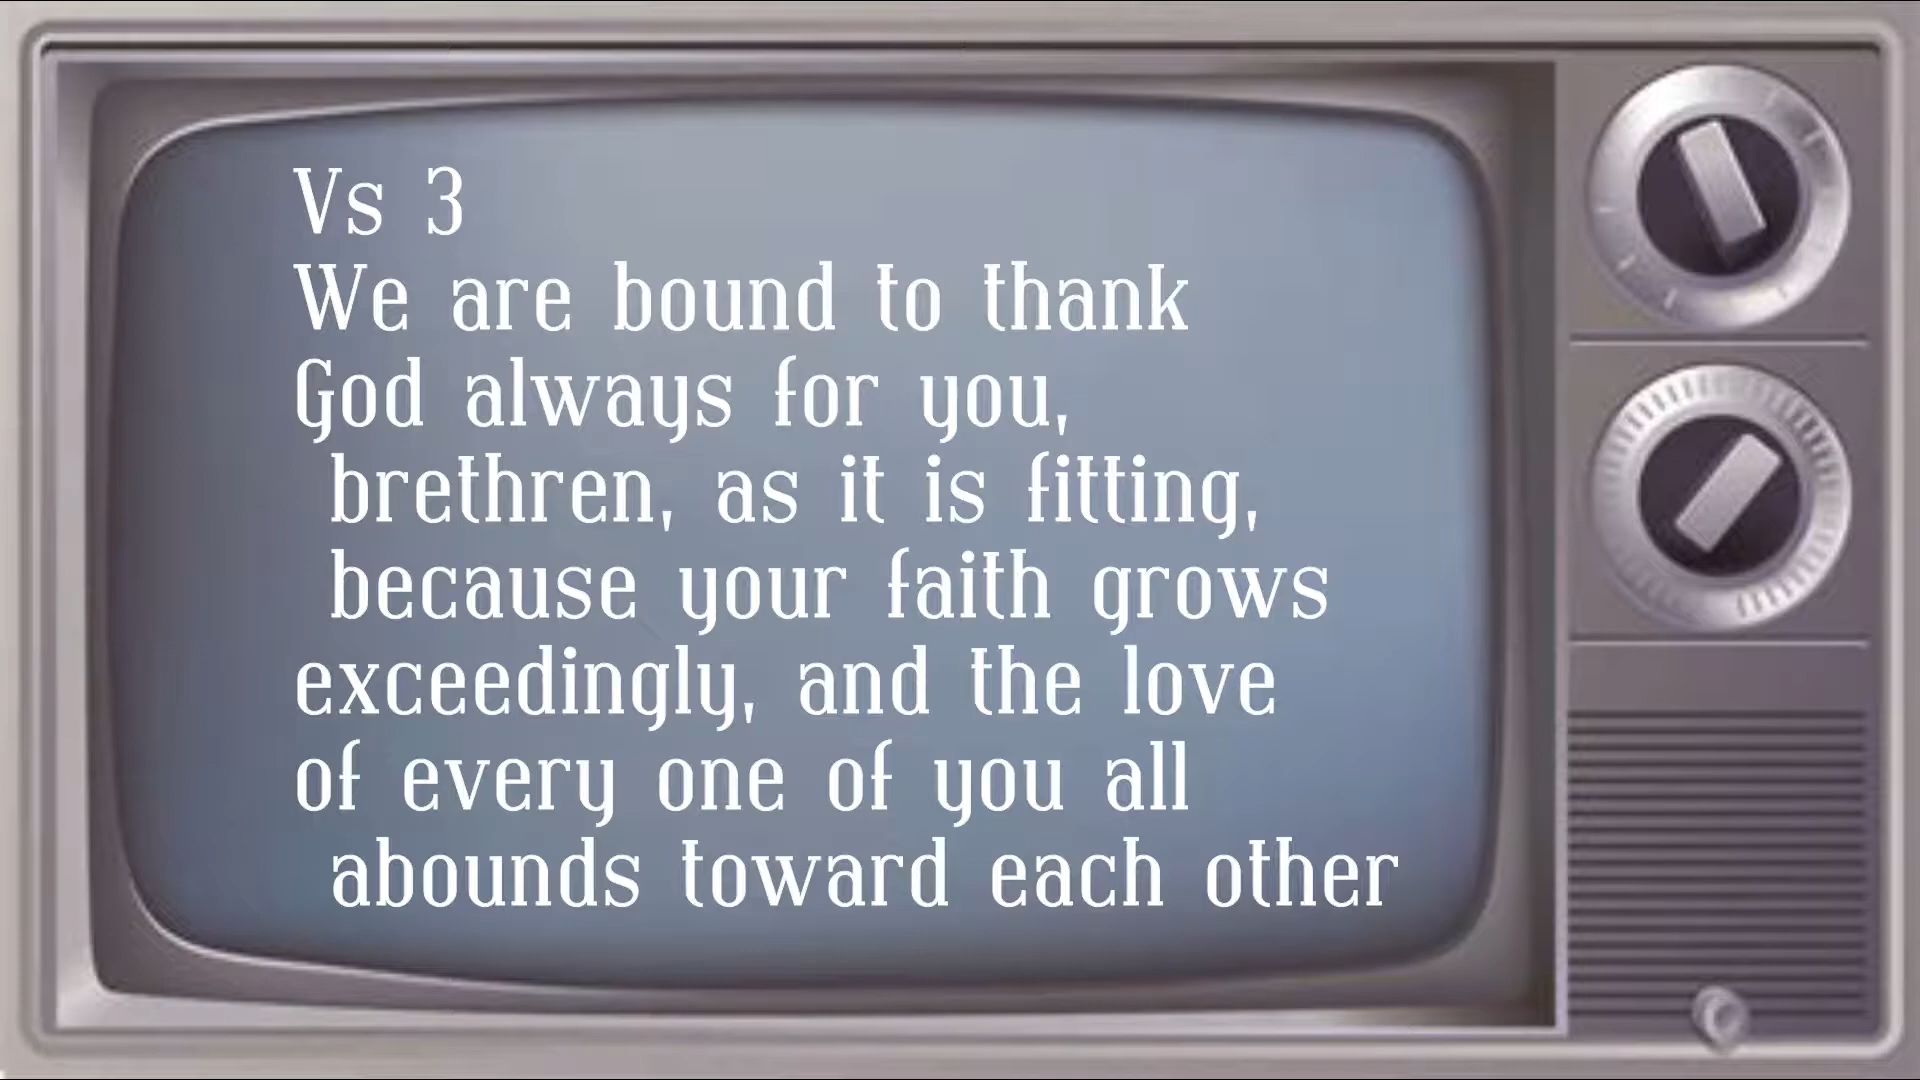 Vs 3
We are bound to thank
God always for you,
brethren, as it is fitting,
because your faith grows
exceedingly, and the love
of every one of you all
abounds toward each other